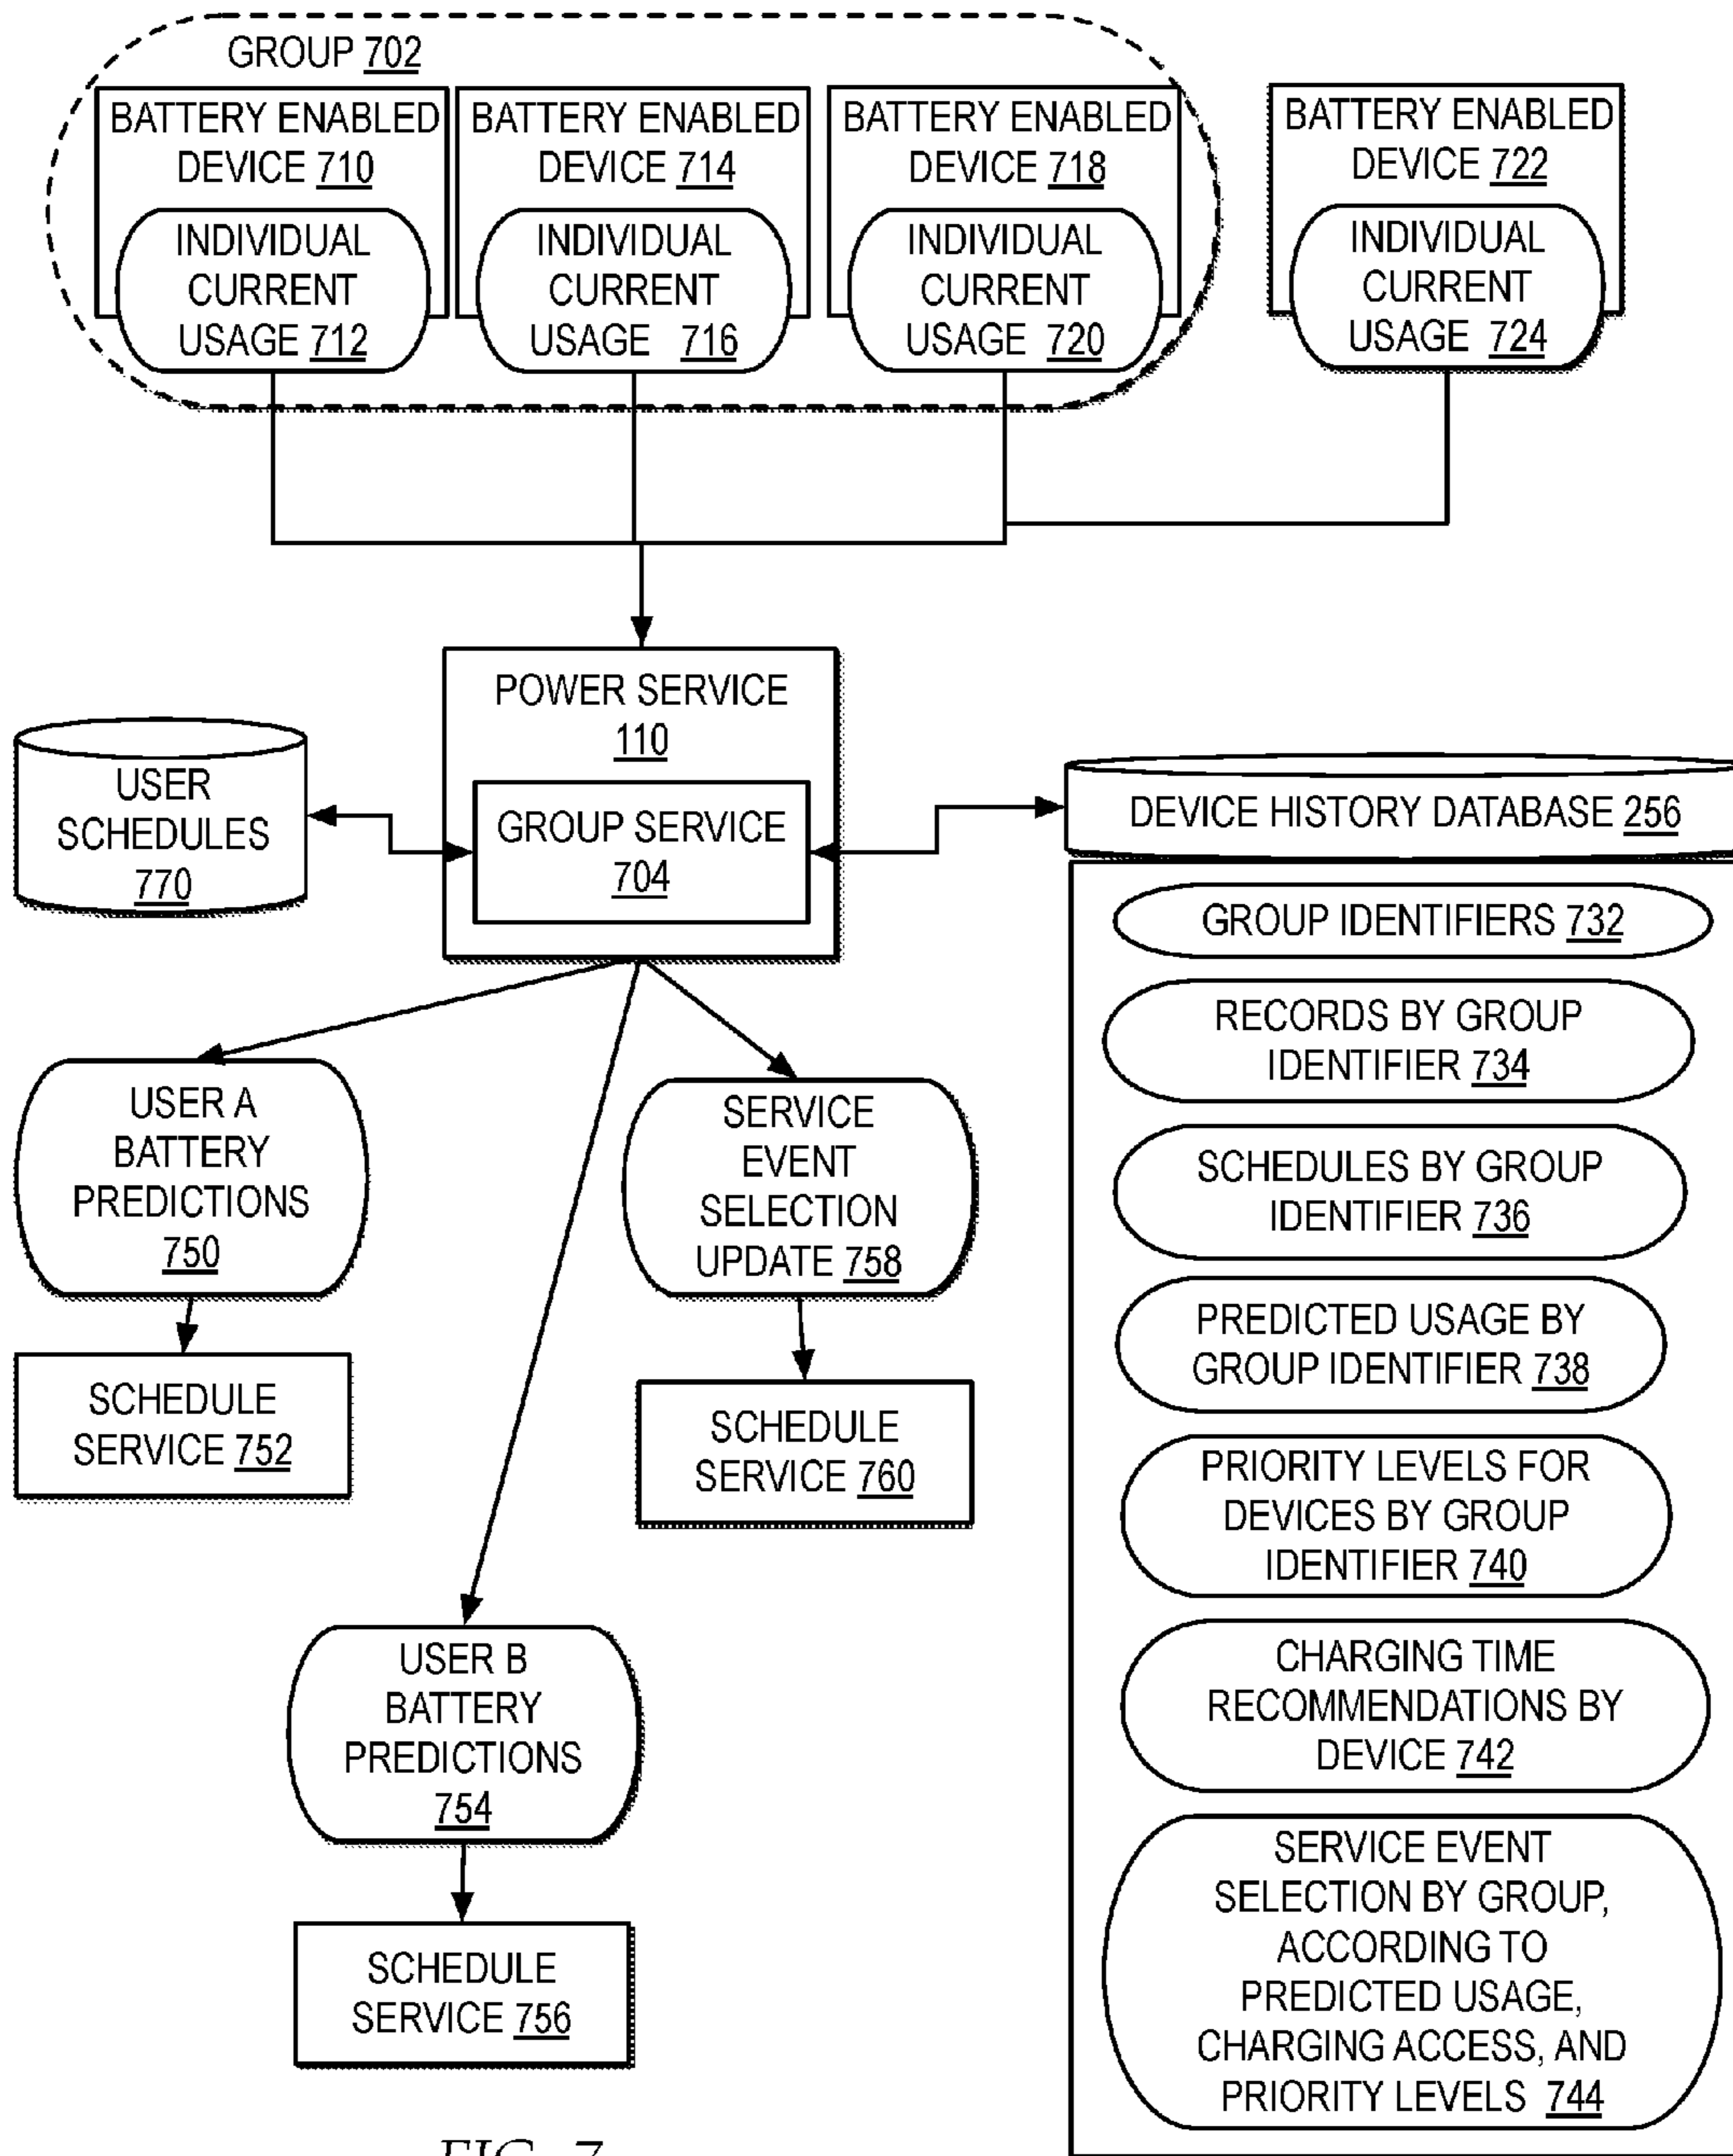 GROUP 702
BATTERY ENABLED
DEVICE 710
INDIVIDUAL
CURRENT
USAGE 712
BATTERY ENABLED
DEVICE 714
INDIVIDUAL
CURRENT
USAGE 716
BATTERY ENABLED
DEVICE 718
INDIVIDUAL
CURRENT
USAGE 720
BATTERY ENABLED
DEVICE 722
INDIVIDUAL
CURRENT
USAGE 724
POWER SERVICE
110
GROUP SERVICE
704
USER
SCHEDULES
770
DEVICE HISTORY DATABASE 256
GROUP IDENTIFIERS 732
RECORDS BY GROUP
IDENTIFIER 734
SCHEDULES BY GROUP
IDENTIFIER 736
PREDICTED USAGE BY
GROUP IDENTIFIER 738
PRIORITY LEVELS FOR
DEVICES BY GROUP
IDENTIFIER 740
CHARGING TIME
RECOMMENDATIONS BY
DEVICE 742
SERVICE EVENT
SELECTION BY GROUP,
ACCORDING TO
PREDICTED USAGE,
CHARGING ACCESS, AND
PRIORITY LEVELS 744
USER A
BATTERY
PREDICTIONS
750
SCHEDULE
SERVICE 752
SERVICE
EVENT
SELECTION
UPDATE 758
SCHEDULE
SERVICE 760
USER B
BATTERY
PREDICTIONS
754
SCHEDULE
SERVICE 756
FIG. 7